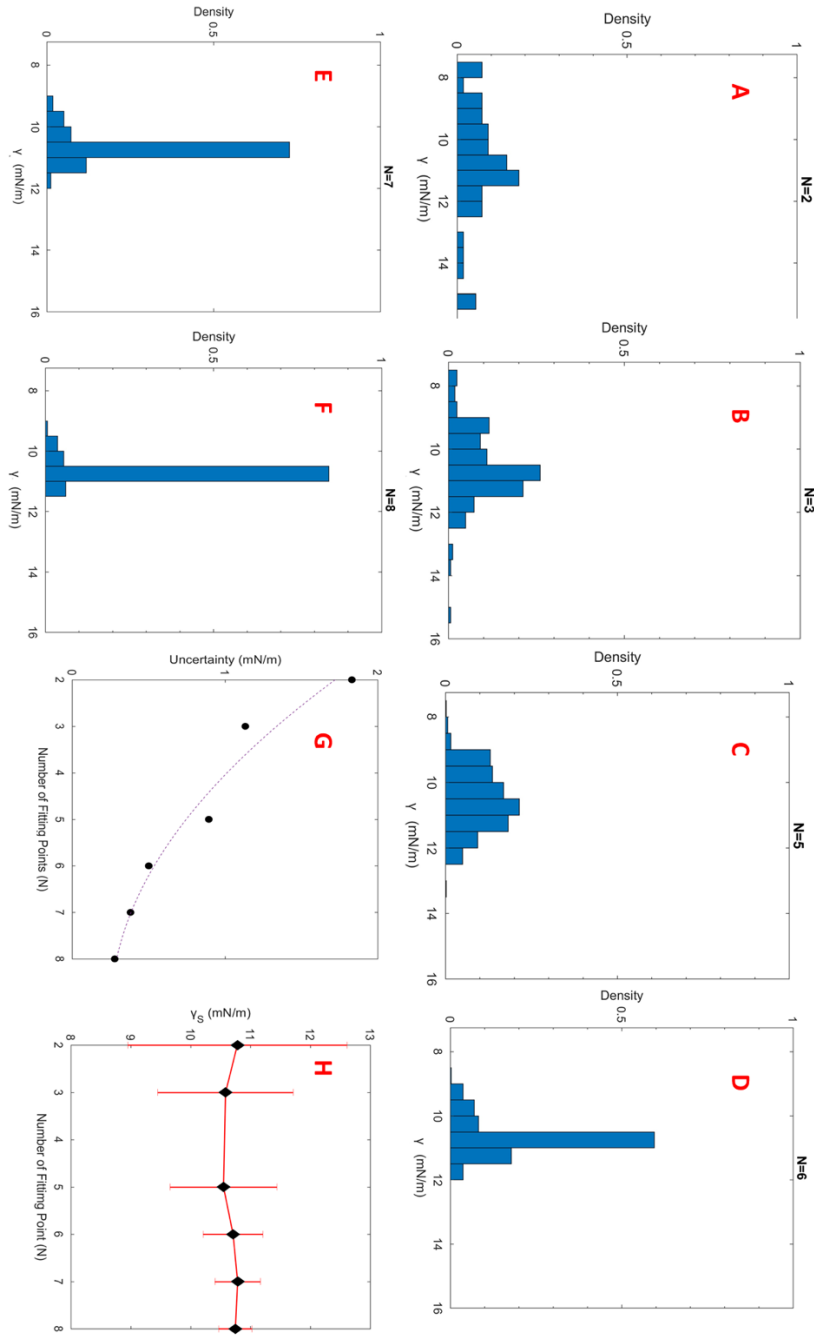 N=2
A
1
0.5
0
Density
8 10 12 14
γ (mN/m)
N=3
B
1
0.5
0
Density
8 10 12 14 16
γ (mN/m)
N=5
C
1
0.5
0
Density
8 10 12 14 16
γ (mN/m)
N=6
D
1
0.5
0
Density
8 10 12 14 16
γ (mN/m)
N=7
E
1
0.5
0
Density
8 10 12 14 16
γ (mN/m)
N=8
F
1
0.5
0
Density
8 10 12 14 16
γ (mN/m)
G
2
1
0
Uncertainty (mN/m)
2 3 4 5 6 7 8
Number of Fitting Points (N)
H
13
12
11
10
9
8
γS (mN/m)
2 3 4 5 6 7 8
Number of Fititng Point (N)